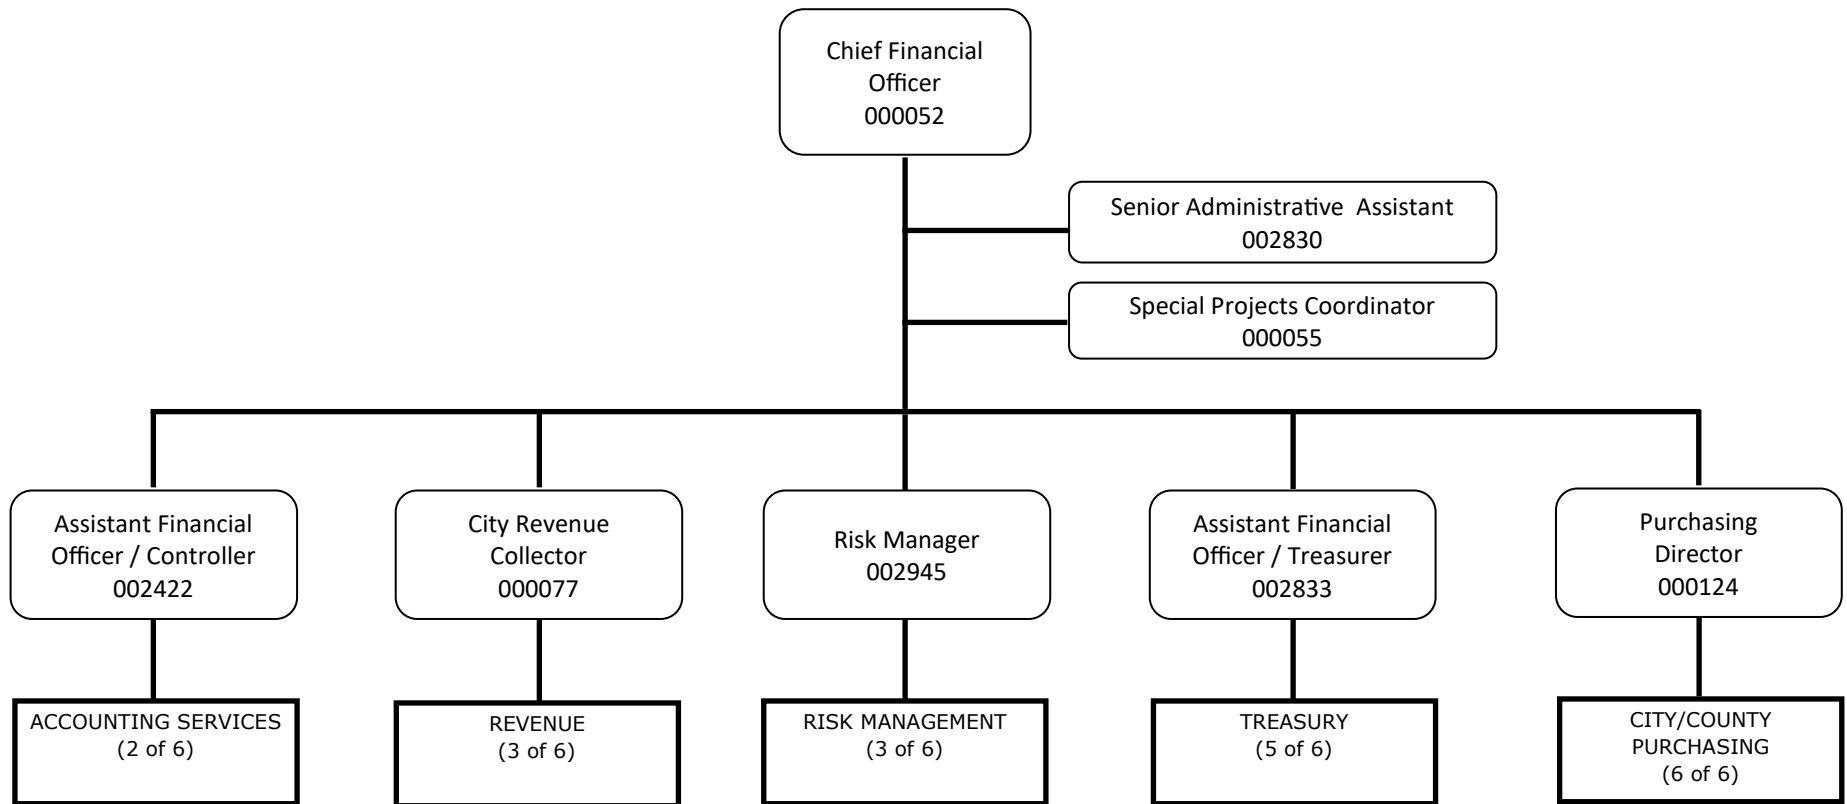 Chief Financial
Officer
000052
Senior Administrative Assistant
002830
Special Projects Coordinator
000055
Assistant Financial
Officer / Controller
002422
City Revenue
Collector
000077
Risk Manager
002945
Assistant Financial
Officer / Treasurer
002833
Purchasing
Director
000124
ACCOUNTING SERVICES
(2 of 6)
REVENUE
(3 of 6)
RISK MANAGEMENT
(3 of 6)
TREASURY
(5 of 6)
CITY/COUNTY
PURCHASING
(6 of 6)